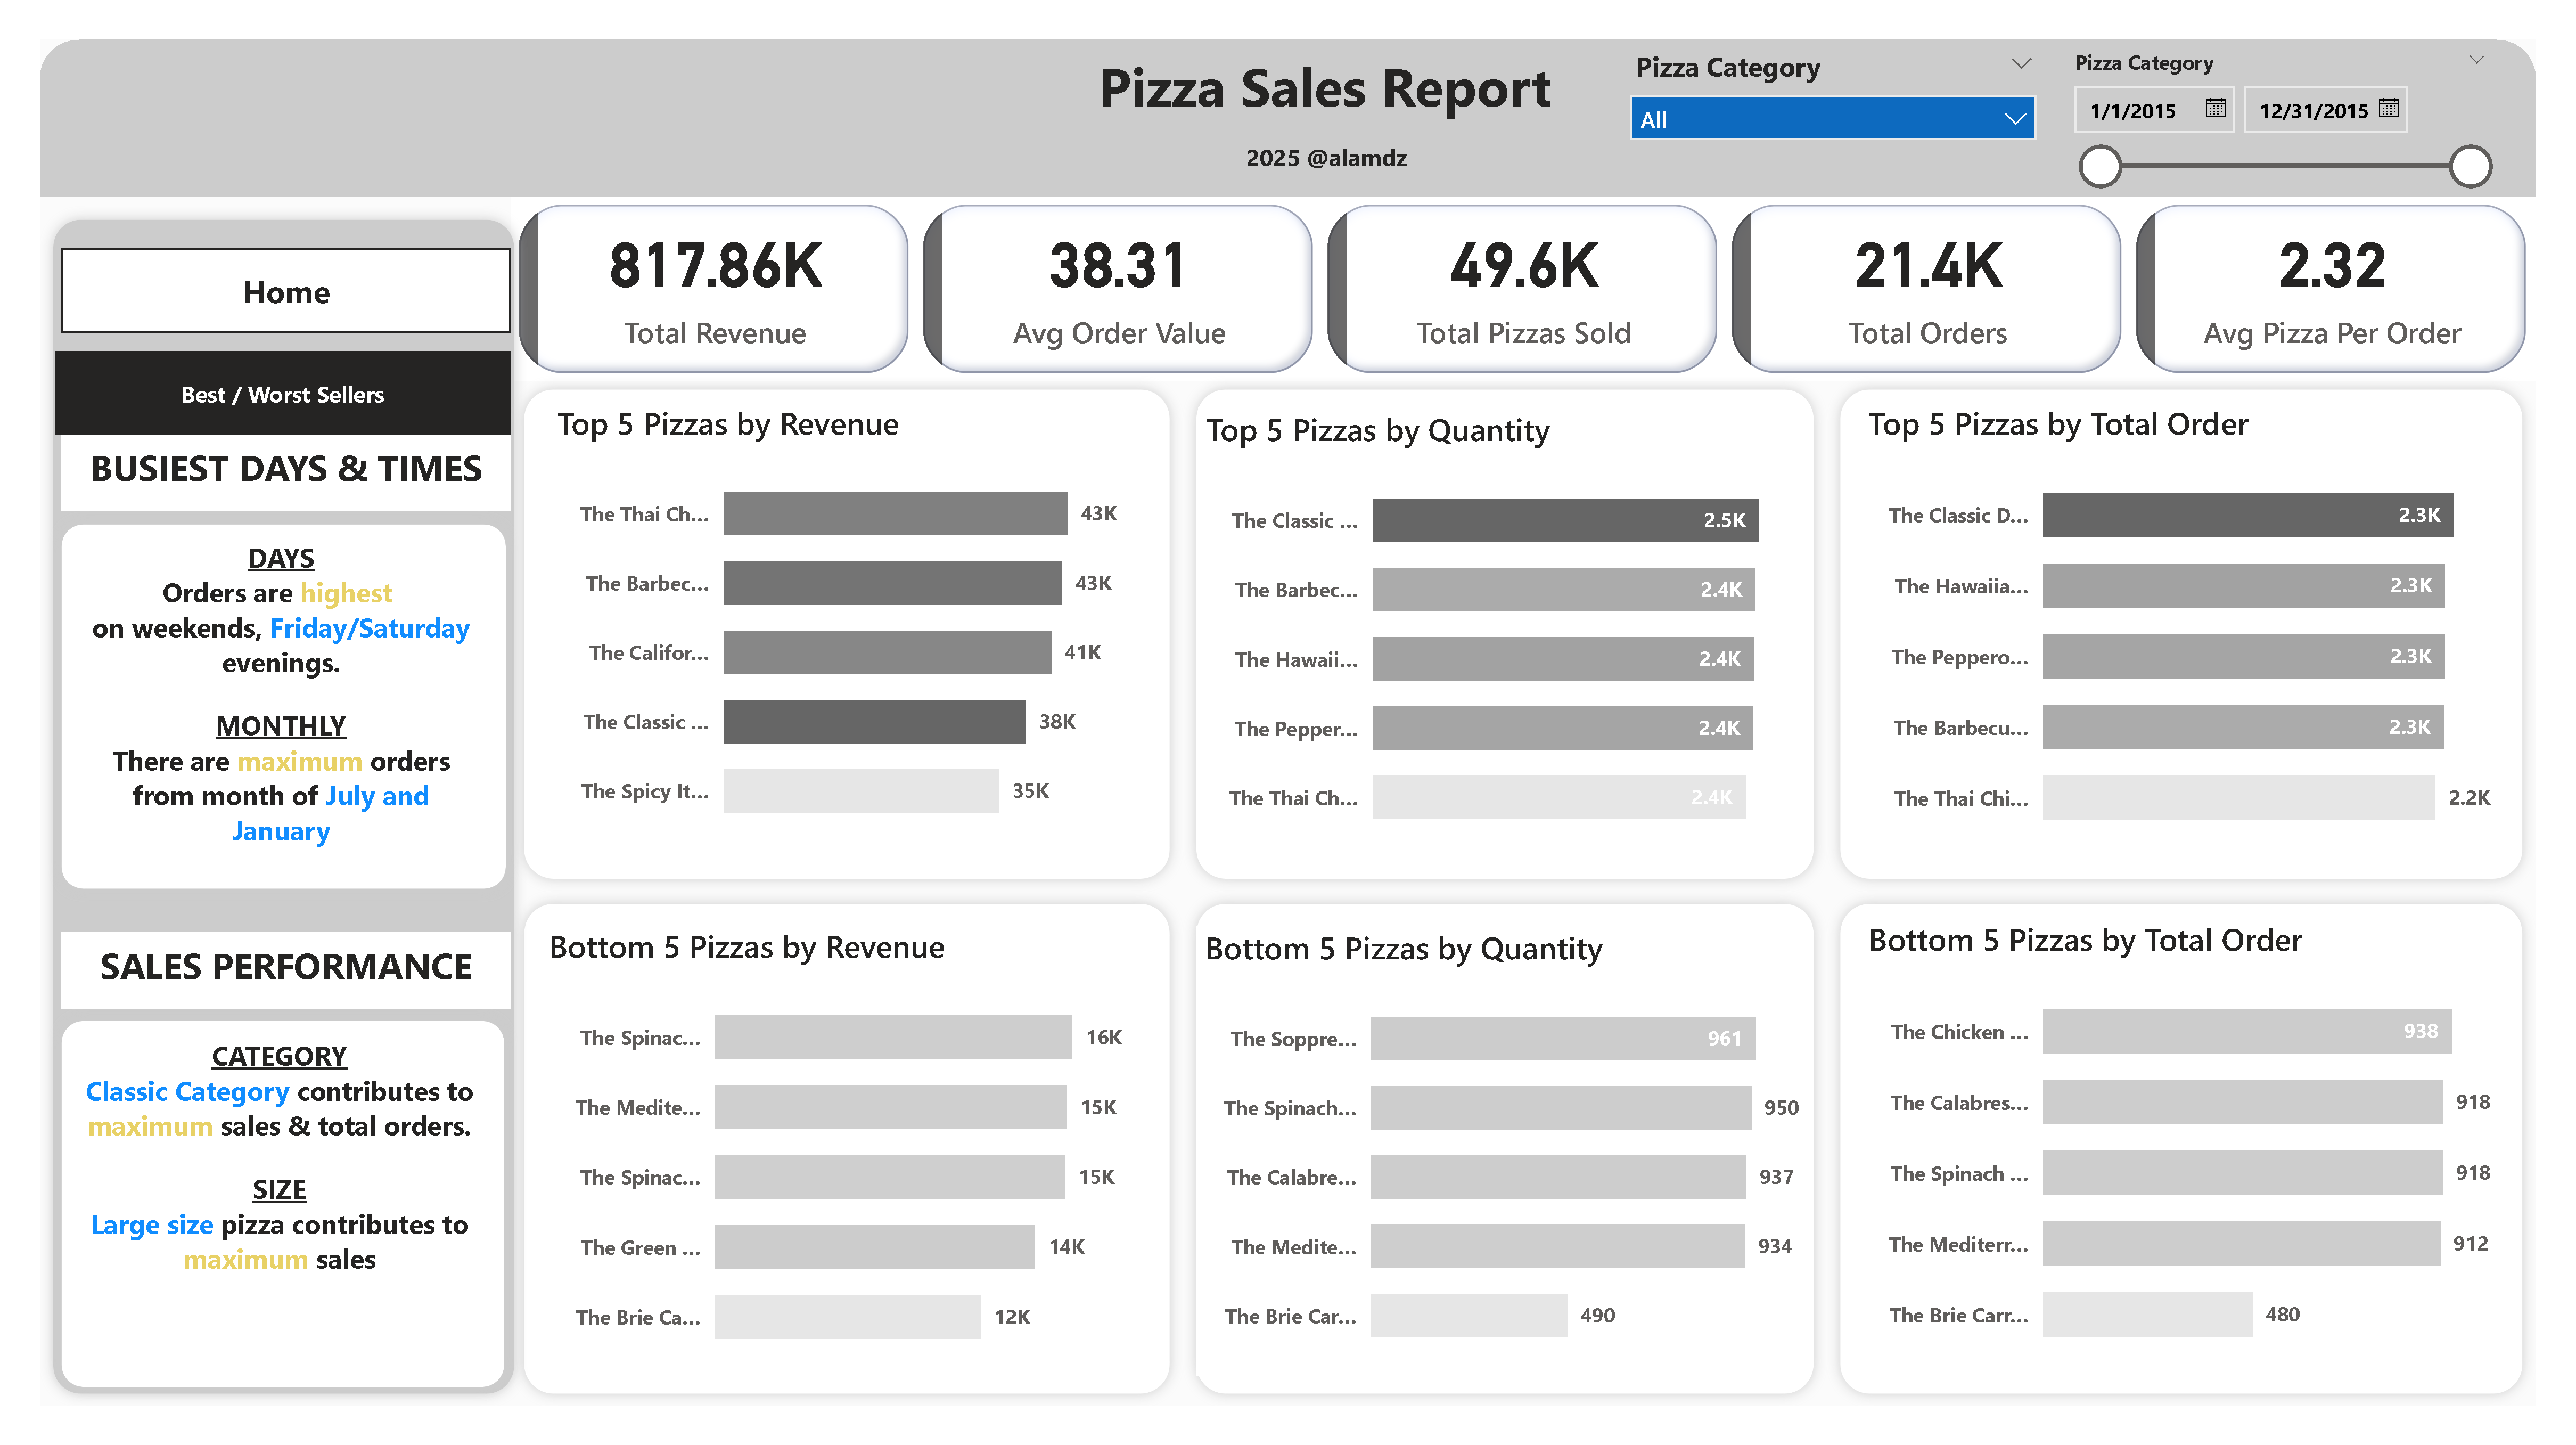 Pizza Sales Report
2025 @alamdz
Pizza Category
All
Pizza Category
1/1/2015
12/31/2015
Home
Best / Worst Sellers
BUSIEST DAYS & TIMES
DAYS
Orders are highest
on weekends, Friday/Saturday
evenings.
MONTHLY
There are maximum orders
from month of July and
January
SALES PERFORMANCE
CATEGORY
Classic Category contributes to
maximum sales & total orders.
SIZE
Large size pizza contributes to
maximum sales
817.86K
Total Revenue
38.31
Avg Order Value
49.6K
Total Pizzas Sold
21.4K
Total Orders
2.32
Avg Pizza Per Order
Top 5 Pizzas by Revenue
The Thai Ch... 43K
The Barbec... 43K
The Califor... 41K
The Classic ... 38K
The Spicy It... 35K
Top 5 Pizzas by Quantity
The Classic ... 2.5K
The Barbec... 2.4K
The Hawaii... 2.4K
The Pepper... 2.4K
The Thai Ch... 2.4K
Top 5 Pizzas by Total Order
The Classic D... 2.3K
The Hawaiia... 2.3K
The Peppero... 2.3K
The Barbecu... 2.3K
The Thai Chi... 2.2K
Bottom 5 Pizzas by Revenue
The Spinac... 16K
The Medite... 15K
The Spinac... 15K
The Green ... 14K
The Brie Ca... 12K
Bottom 5 Pizzas by Quantity
The Soppre... 961
The Spinach... 950
The Calabre... 937
The Medite... 934
The Brie Car... 490
Bottom 5 Pizzas by Total Order
The Chicken ... 938
The Calabres... 918
The Spinach ... 918
The Mediterr... 912
The Brie Carr... 480